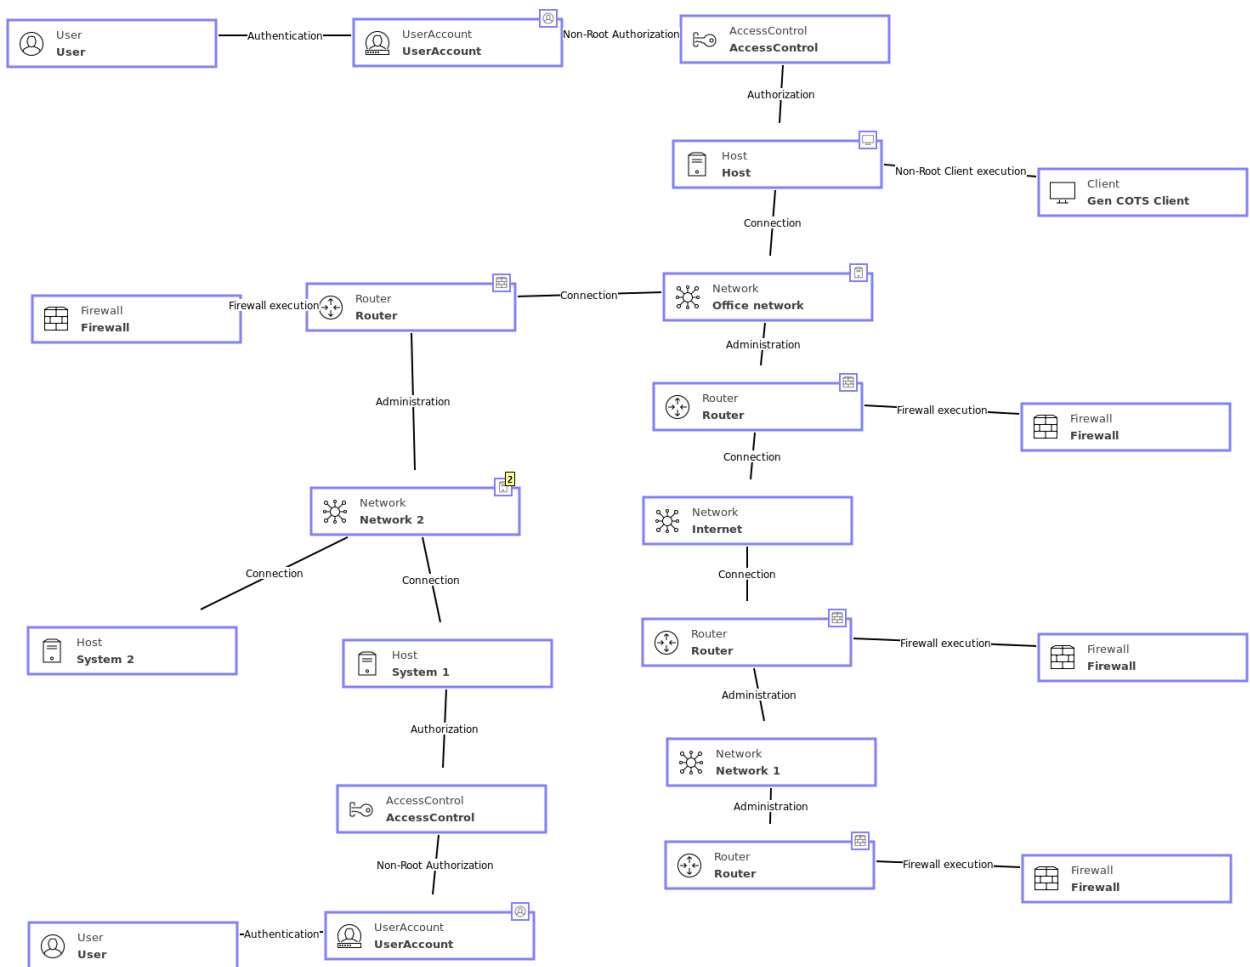 User
User
Authentication
UserAccount
UserAccount
Non-Root Authorization
AccessControl
AccessControl
Authorization
Host
Host
Non-Root Client execution
Client
Gen COTS Client
Connection
Firewall
Firewall
Firewall execution
Router
Router
Connection
Network
Office network
Administration
Administration
Router
Router
Firewall execution
Firewall
Firewall
Connection
2
Network
Network 2
Network
Internet
Connection
Connection
Connection
Host
System 2
Host
System 1
Router
Router
Firewall execution
Firewall
Firewall
Authorization
Administration
Network
Network 1
AccessControl
AccessControl
Administration
Non-Root Authorization
Router
Router
Firewall execution
Firewall
Firewall
User
User
Authentication
UserAccount
UserAccount